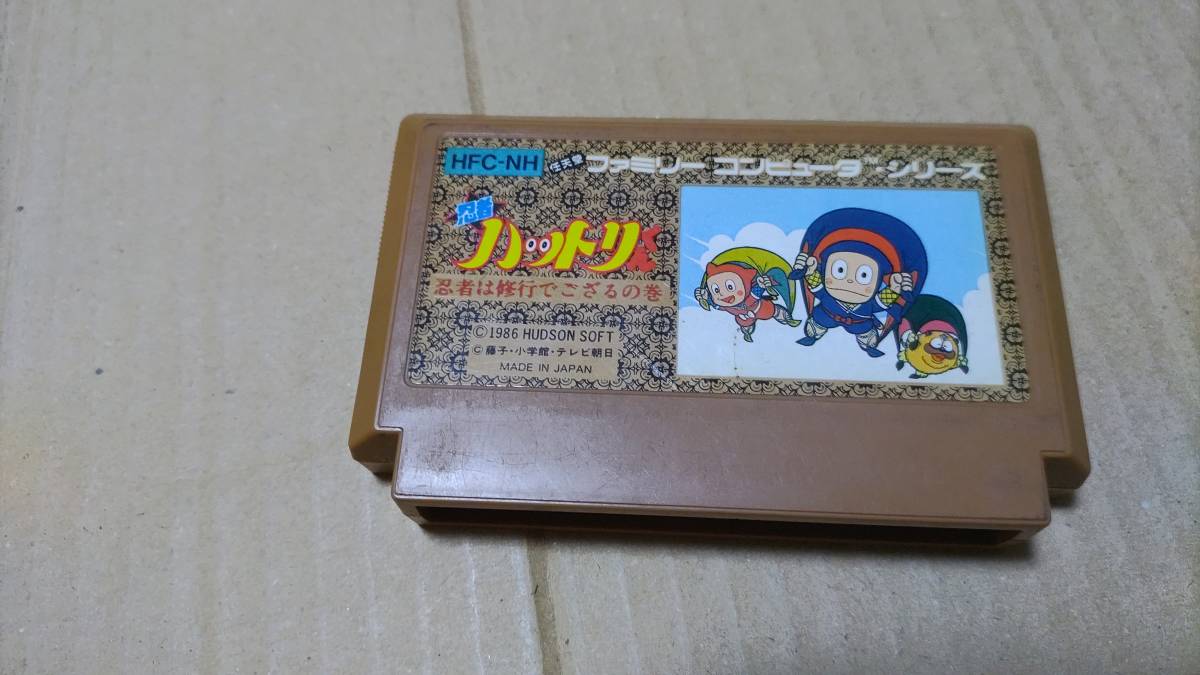 HFC-NH 任天堂 ファミリーコンピュータ™・シリーズ
忍者
ハットリくん
忍者は修行でござるの巻
©1986 HUDSON SOFT
©藤子・小学館・テレビ朝日
MADE IN JAPAN